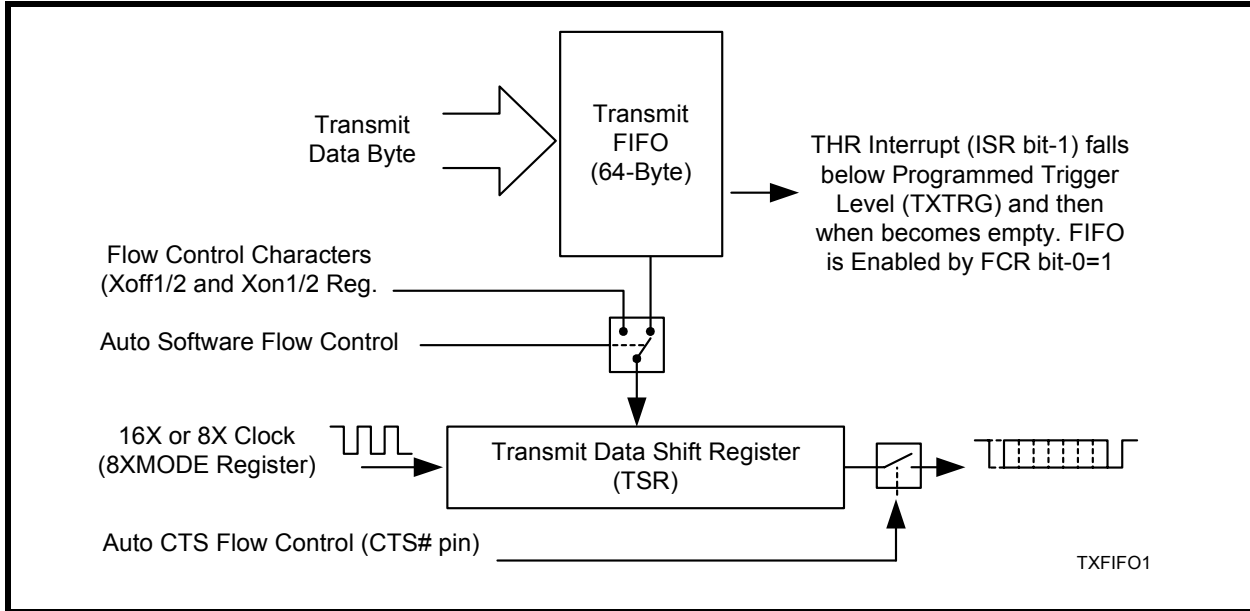 Transmit
Data Byte
Transmit
FIFO
(64-Byte)
THR Interrupt (ISR bit-1) falls
below Programmed Trigger
Level (TXTRG) and then
when becomes empty. FIFO
is Enabled by FCR bit-0=1
Flow Control Characters
(Xoff1/2 and Xon1/2 Reg.
Auto Software Flow Control
16X or 8X Clock
(8XMODE Register)
Transmit Data Shift Register
(TSR)
Auto CTS Flow Control (CTS# pin)
TXFIFO1